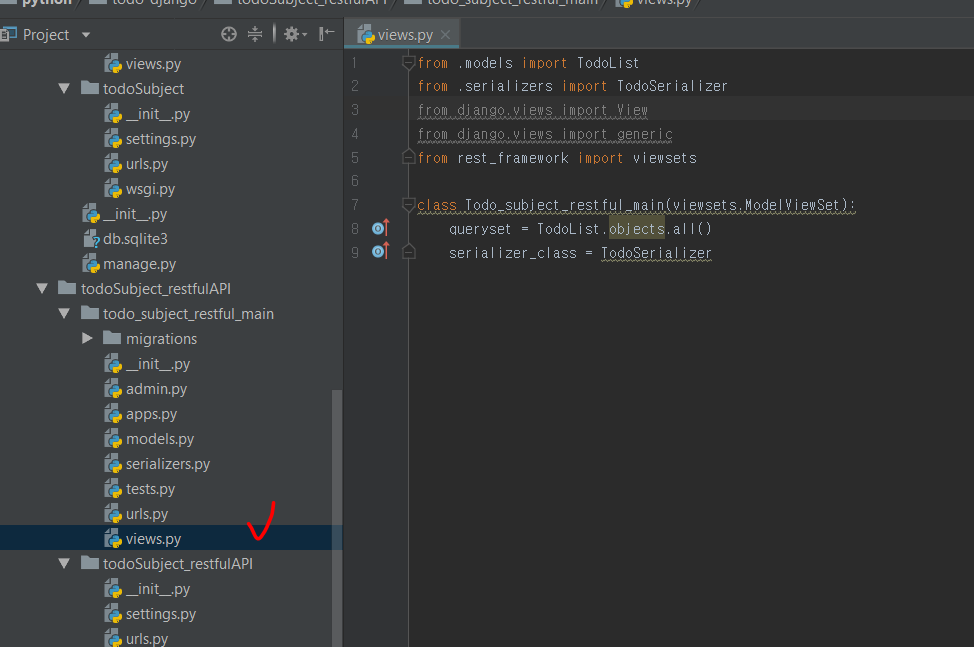 python todo-django todoSubject_restfulAPI todo_subject_restful_main views.py
Project
views.py
views.py
todoSubject
__init__.py
settings.py
urls.py
wsgi.py
__init__.py
db.sqlite3
manage.py
todoSubject_restfulAPI
todo_subject_restful_main
migrations
__init__.py
admin.py
apps.py
models.py
serializers.py
tests.py
urls.py
views.py
todoSubject_restfulAPI
__init__.py
settings.py
urls.py
1 from .models import TodoList
2 from .serializers import TodoSerializer
3 from django.views import View
4 from django.views import generic
5 from rest_framework import viewsets
6
7 class Todo_subject_restful_main(viewsets.ModelViewSet):
8 queryset = TodoList.objects.all()
9 serializer_class = TodoSerializer